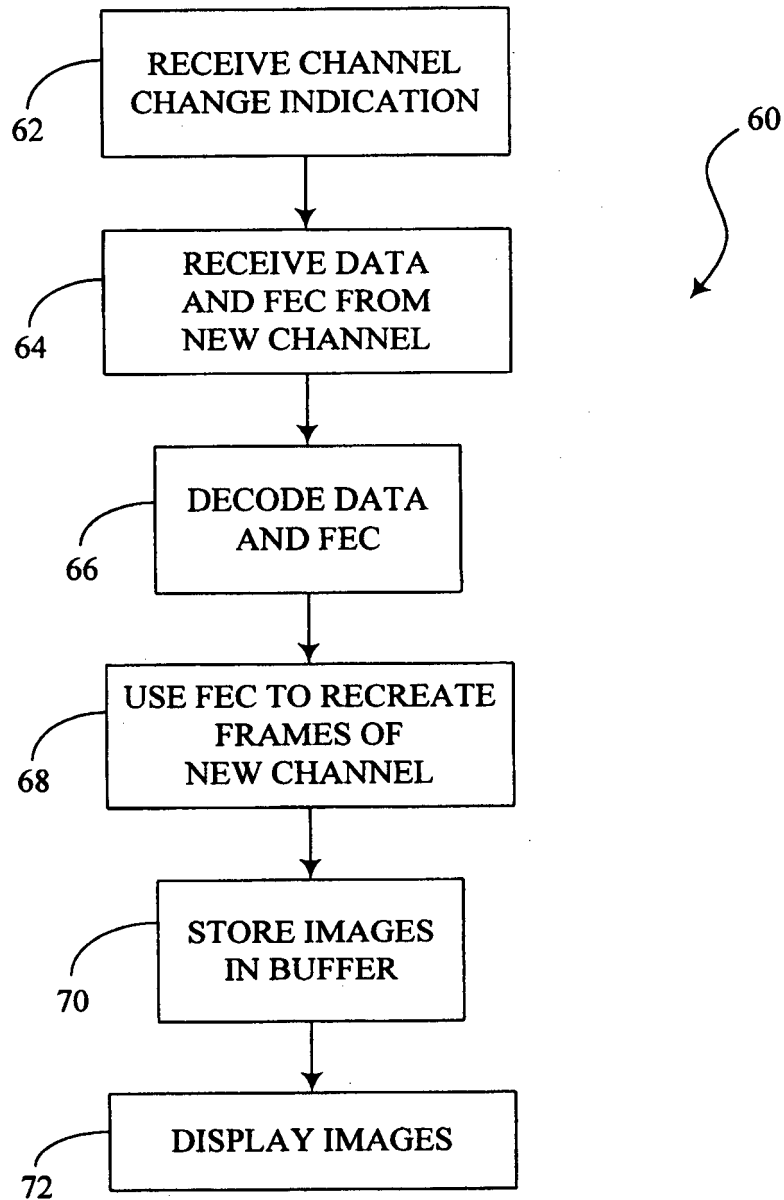 RECEIVE CHANNEL
CHANGE INDICATION
62
60
RECEIVE DATA
AND FEC FROM
NEW CHANNEL
64
DECODE DATA
AND FEC
66
USE FEC TO RECREATE
FRAMES OF
NEW CHANNEL
68
STORE IMAGES
IN BUFFER
70
DISPLAY IMAGES
72